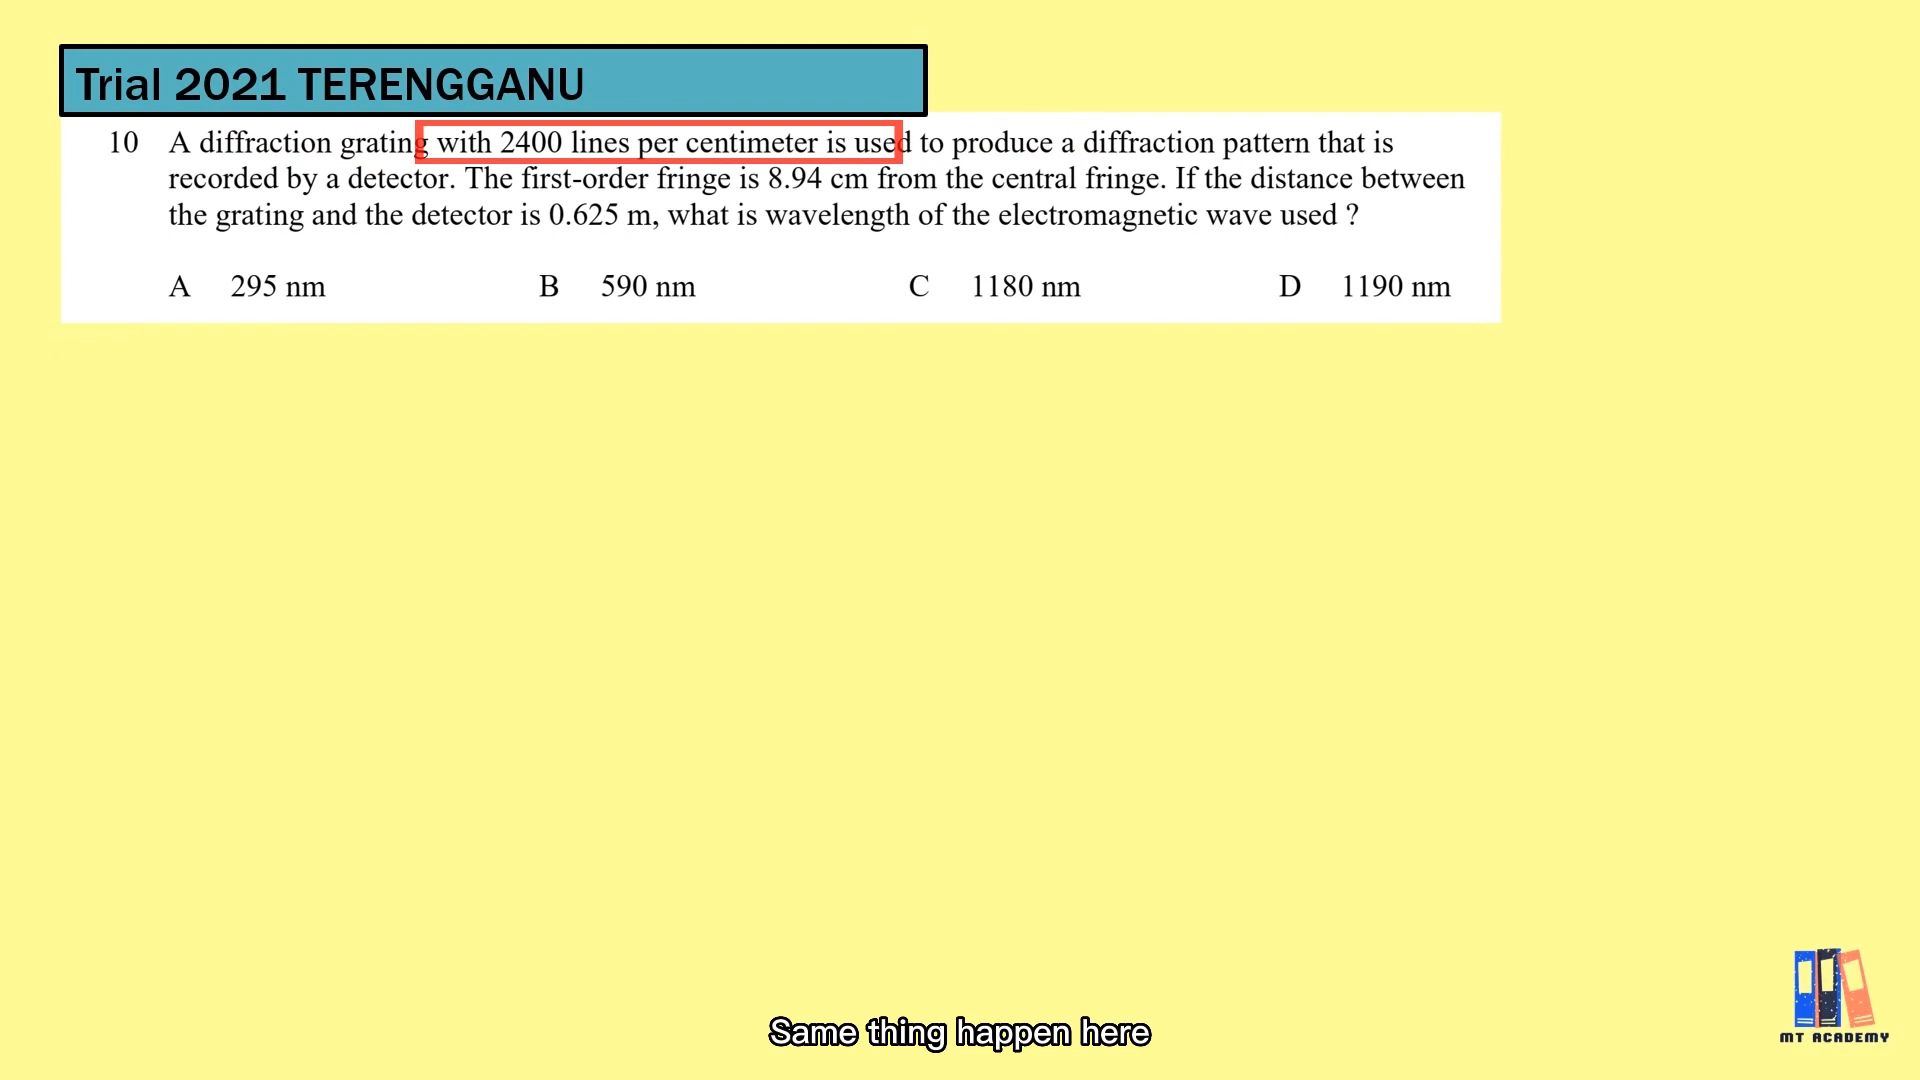 Trial 2021 TERENGGANU
10 A diffraction grating with 2400 lines per centimeter is used to produce a diffraction pattern that is
recorded by a detector. The first-order fringe is 8.94 cm from the central fringe. If the distance between
the grating and the detector is 0.625 m, what is wavelength of the electromagnetic wave used ?
A 295 nm B 590 nm C 1180 nm D 1190 nm
Same thing happen here
MT ACADEMY